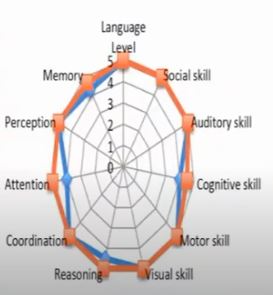 Language
Level
Memory
Social skill
Perception
Auditory skill
Attention
Cognitive skill
Coordination
Motor skill
Reasoning
Visual skill
5
4
3
2
1
0